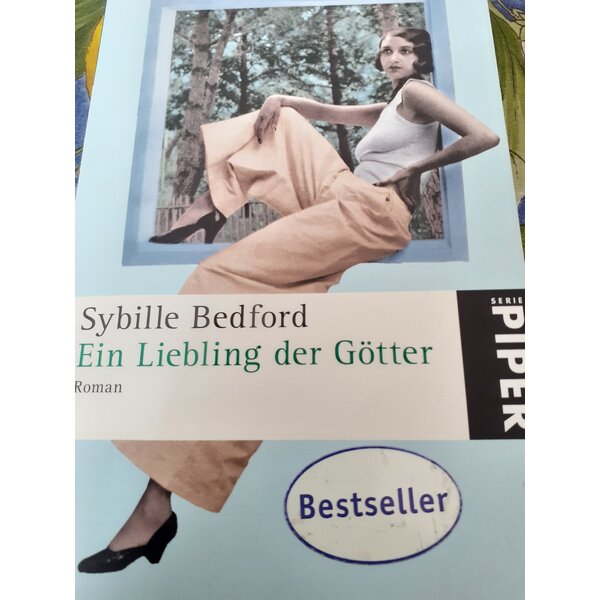 Sybille Bedford
Ein Liebling der Götter
Roman
SERIE
PIPER
Bestseller